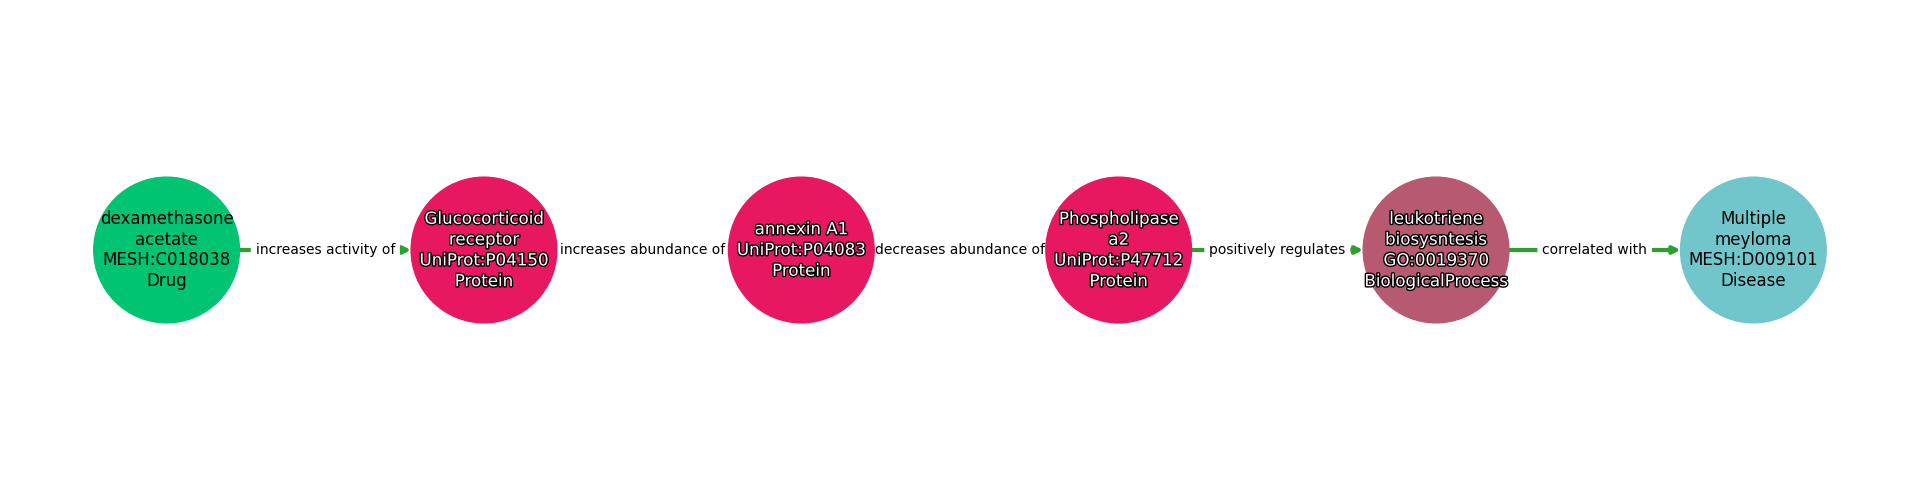 dexamethasone
acetate
MESH:C018038
Drug
increases activity of
Glucocorticoid
receptor
UniProt:P04150
Protein
increases abundance of
annexin A1
UniProt:P04083
Protein
decreases abundance of
Phospholipase
a2
UniProt:P47712
Protein
positively regulates
leukotriene
biosysntesis
GO:0019370
BiologicalProcess
correlated with
Multiple
meyloma
MESH:D009101
Disease